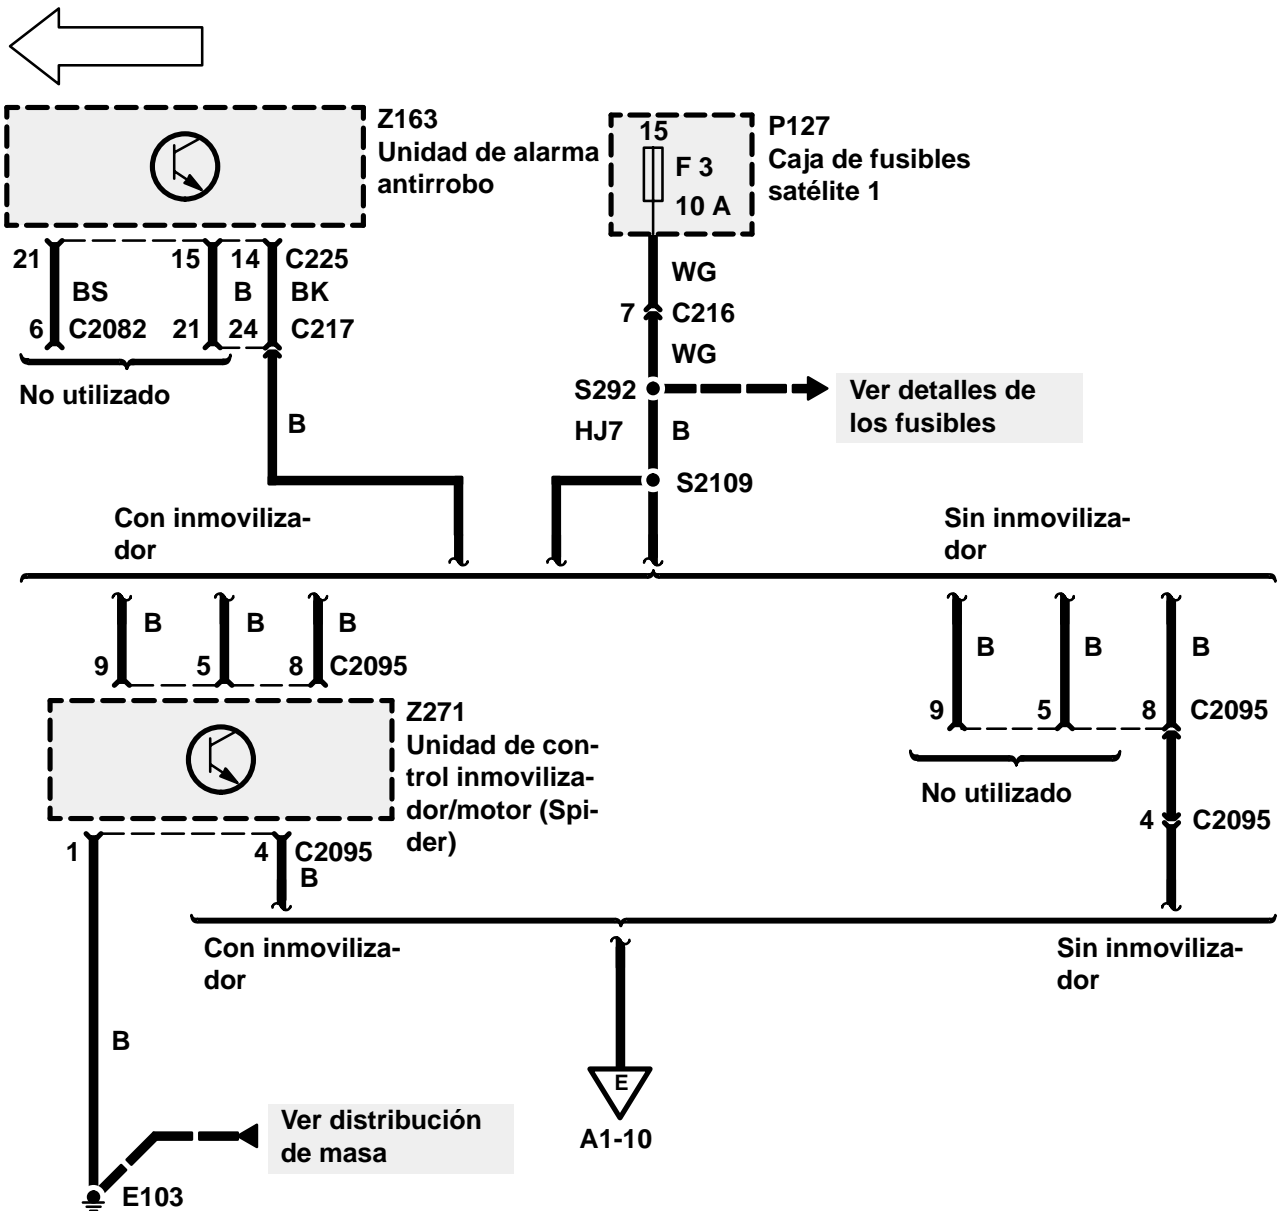 Z163
Unidad de alarma
antirrobo
15
F 3
10 A
P127
Caja de fusibles
satélite 1
21
15
14
C225
BS
B
BK
6
C2082
21
24
C217
No utilizado
B
WG
7
C216
WG
S292
HJ7
B
S2109
Ver detalles de
los fusibles
Con inmoviliza-
dor
Sin inmoviliza-
dor
B
B
B
9
5
8
C2095
Z271
Unidad de con-
trol inmoviliza-
dor/motor (Spi-
der)
1
4
C2095
B
B
B
B
9
5
8
C2095
No utilizado
4
C2095
Con inmoviliza-
dor
Sin inmoviliza-
dor
B
E
A1-10
Ver distribución
de masa
E103